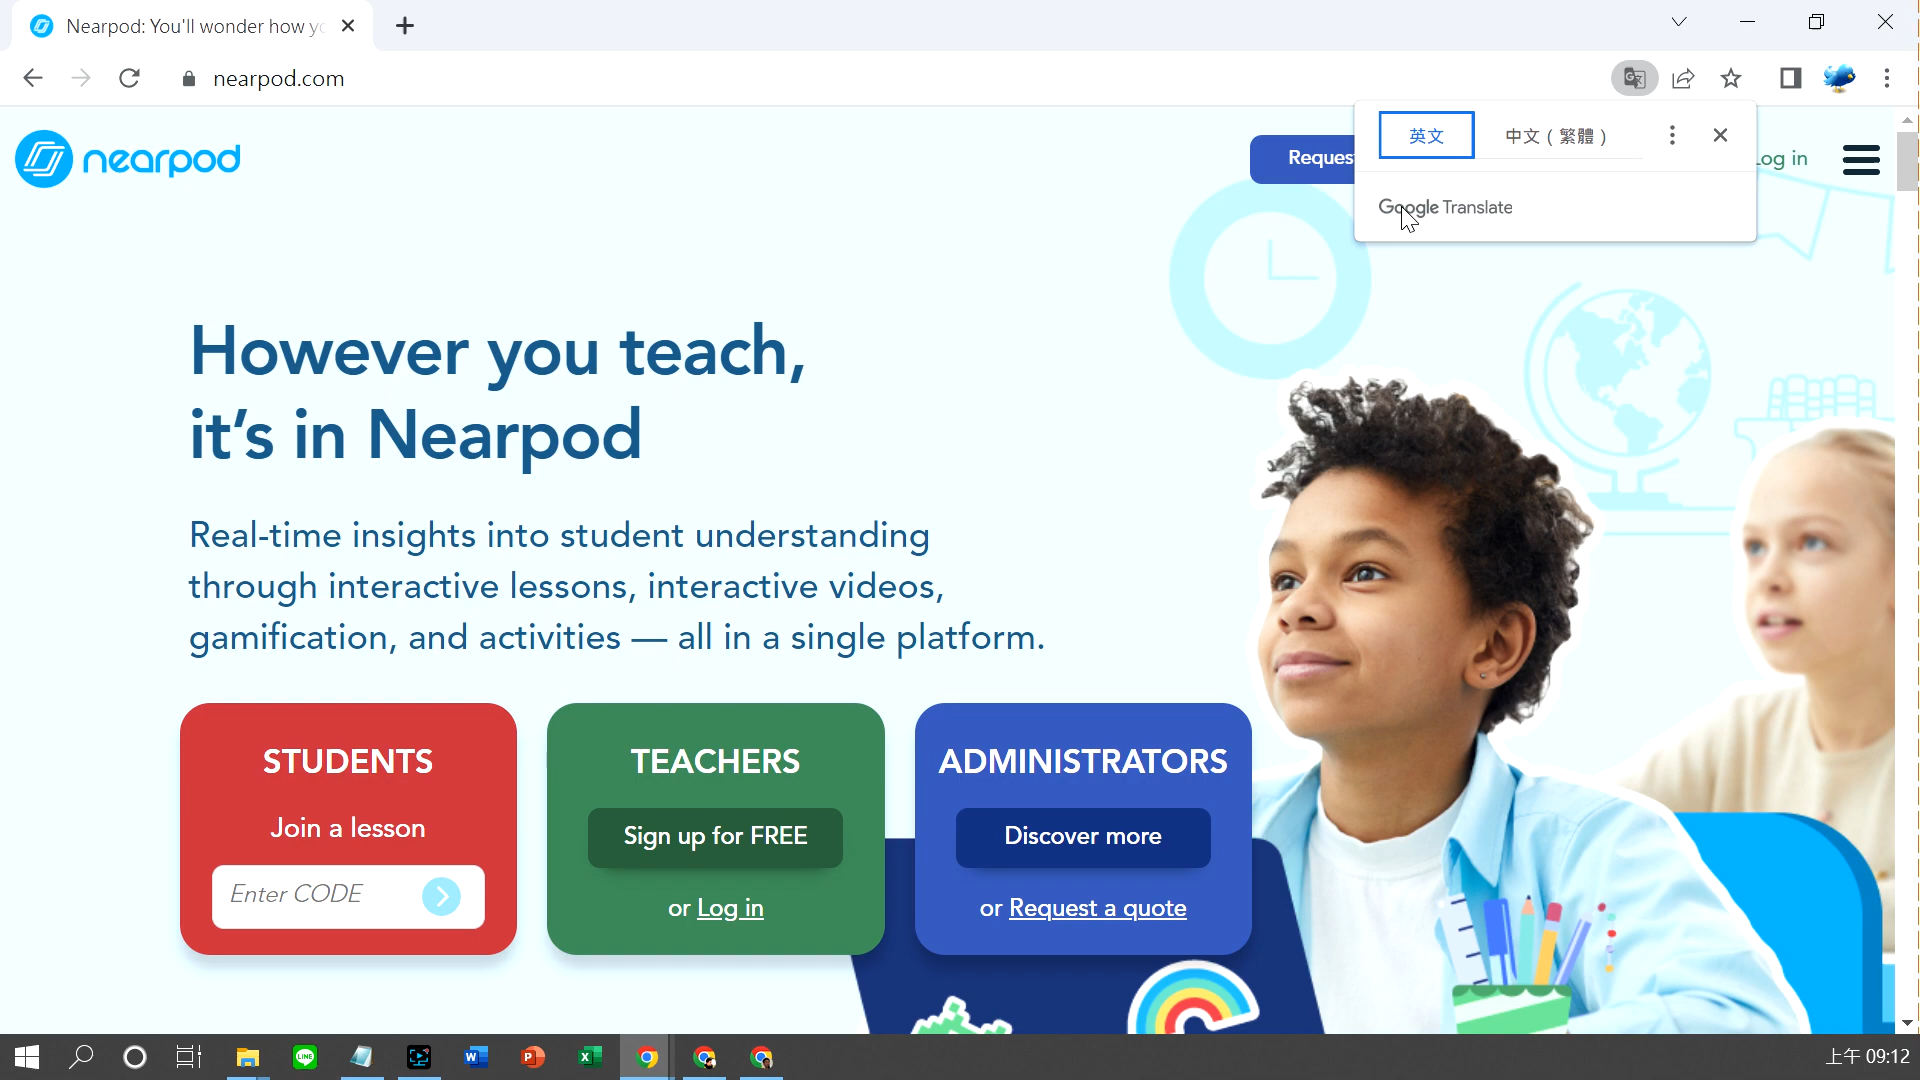 Nearpod: You'll wonder how yo
nearpod.com
nearpod
Reques
英文
中文（繁體）
Log in
Google Translate
However you teach,
it's in Nearpod
Real-time insights into student understanding
through interactive lessons, interactive videos,
gamification, and activities — all in a single platform.
STUDENTS
Join a lesson
Enter CODE
TEACHERS
Sign up for FREE
or Log in
ADMINISTRATORS
Discover more
or Request a quote
上午 09:12